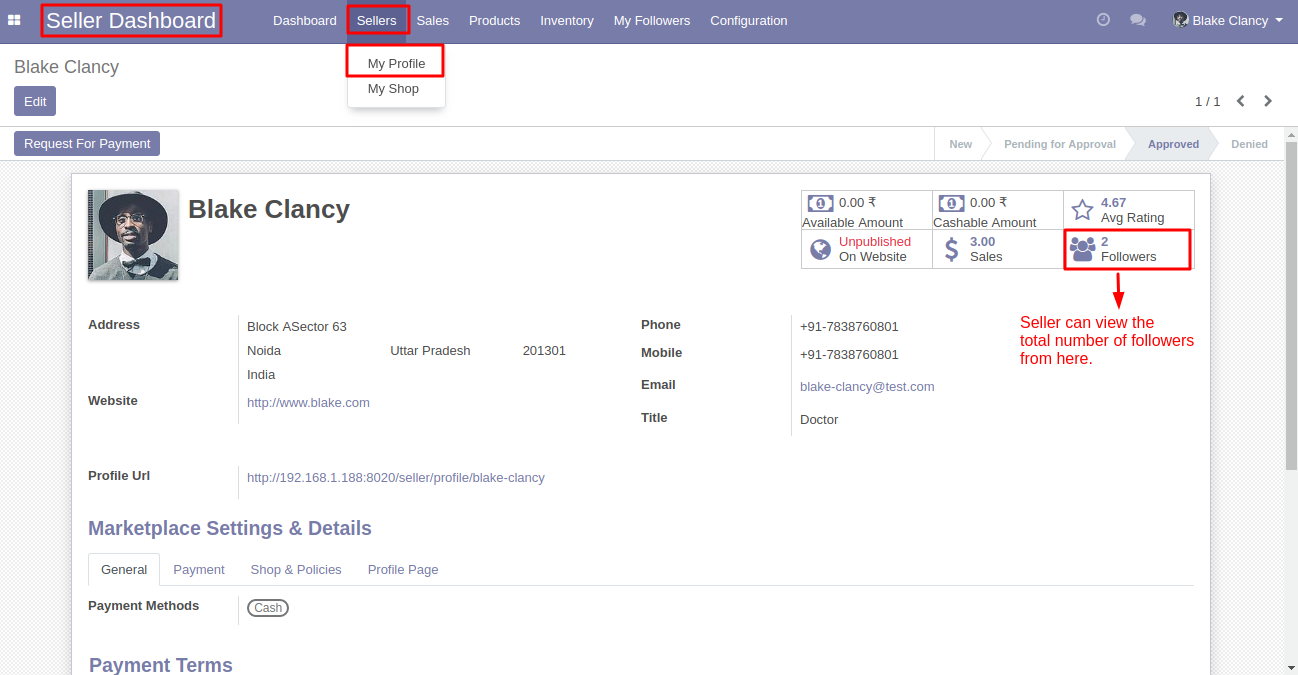 Seller Dashboard Dashboard Sellers Sales Products Inventory My Followers Configuration Blake Clancy
Blake Clancy
My Profile
My Shop
Edit
1 / 1
Request For Payment
New Pending for Approval Approved Denied
Blake Clancy
0.00 ₹
Available Amount
0.00 ₹
Cashable Amount
4.67
Avg Rating
Unpublished
On Website
3.00
Sales
2
Followers
Seller can view the
total number of followers
from here.
Address
Block ASector 63
Noida Uttar Pradesh 201301
India
Website http://www.blake.com
Phone +91-7838760801
Mobile +91-7838760801
Email blake-clancy@test.com
Title Doctor
Profile Url http://192.168.1.188:8020/seller/profile/blake-clancy
Marketplace Settings & Details
General Payment Shop & Policies Profile Page
Payment Methods Cash
Payment Terms